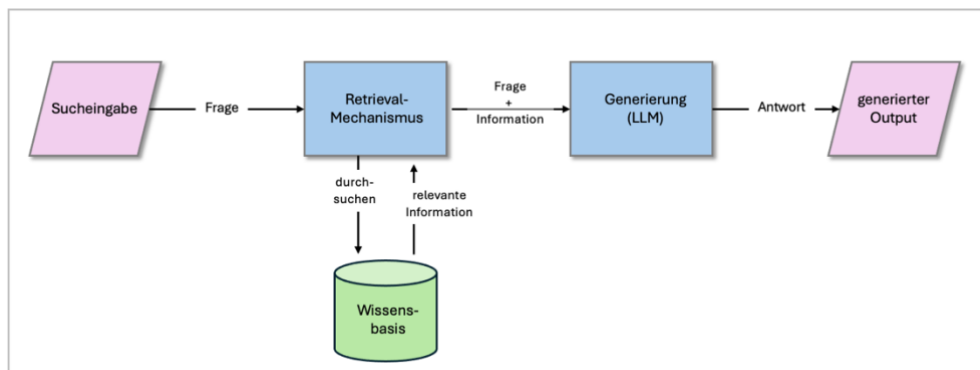 Sucheingabe
Frage
Retrieval-
Mechanismus
Frage
+
Information
Generierung
(LLM)
Antwort
generierter
Output
durch-
suchen
relevante
Information
Wissens-
basis